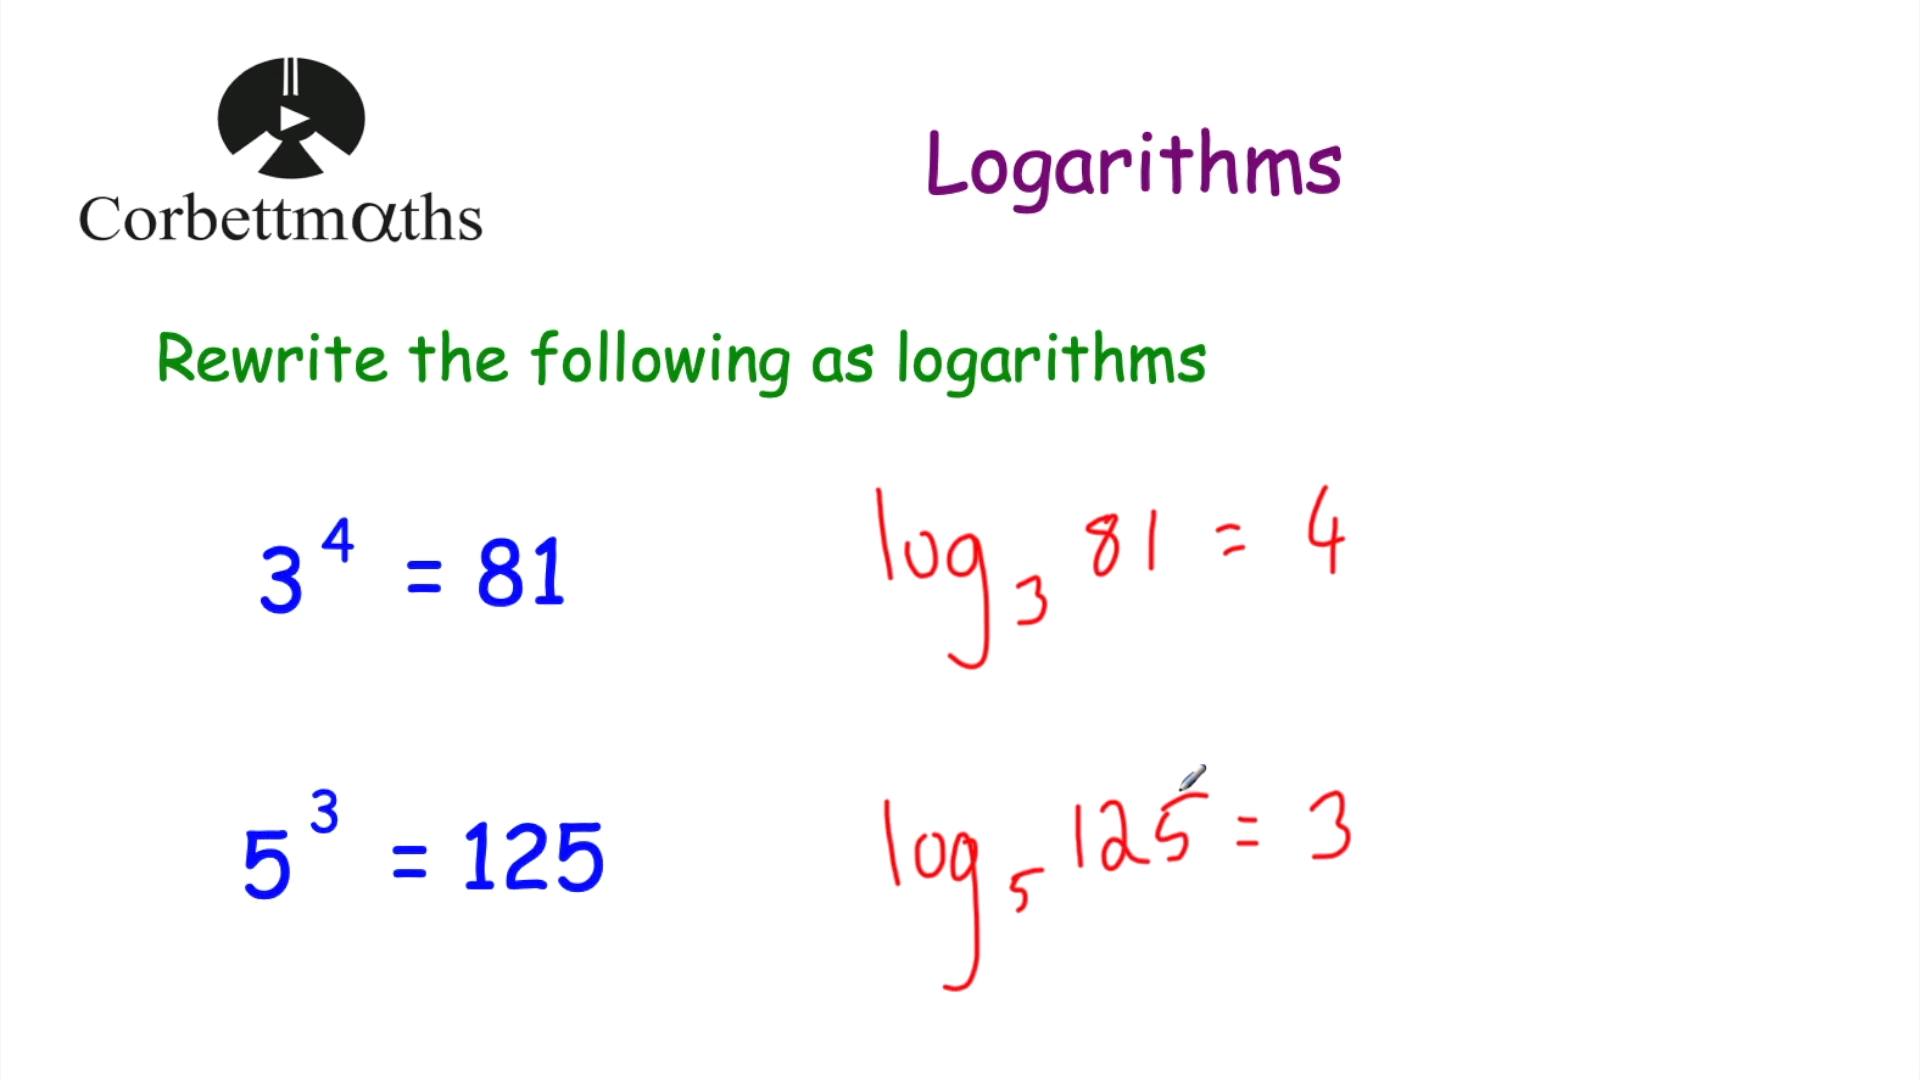 Corbettmαths
Logarithms
Rewrite the following as logarithms
3⁴ = 81
log₃ 81 = 4
5³ = 125
log₅ 125 = 3